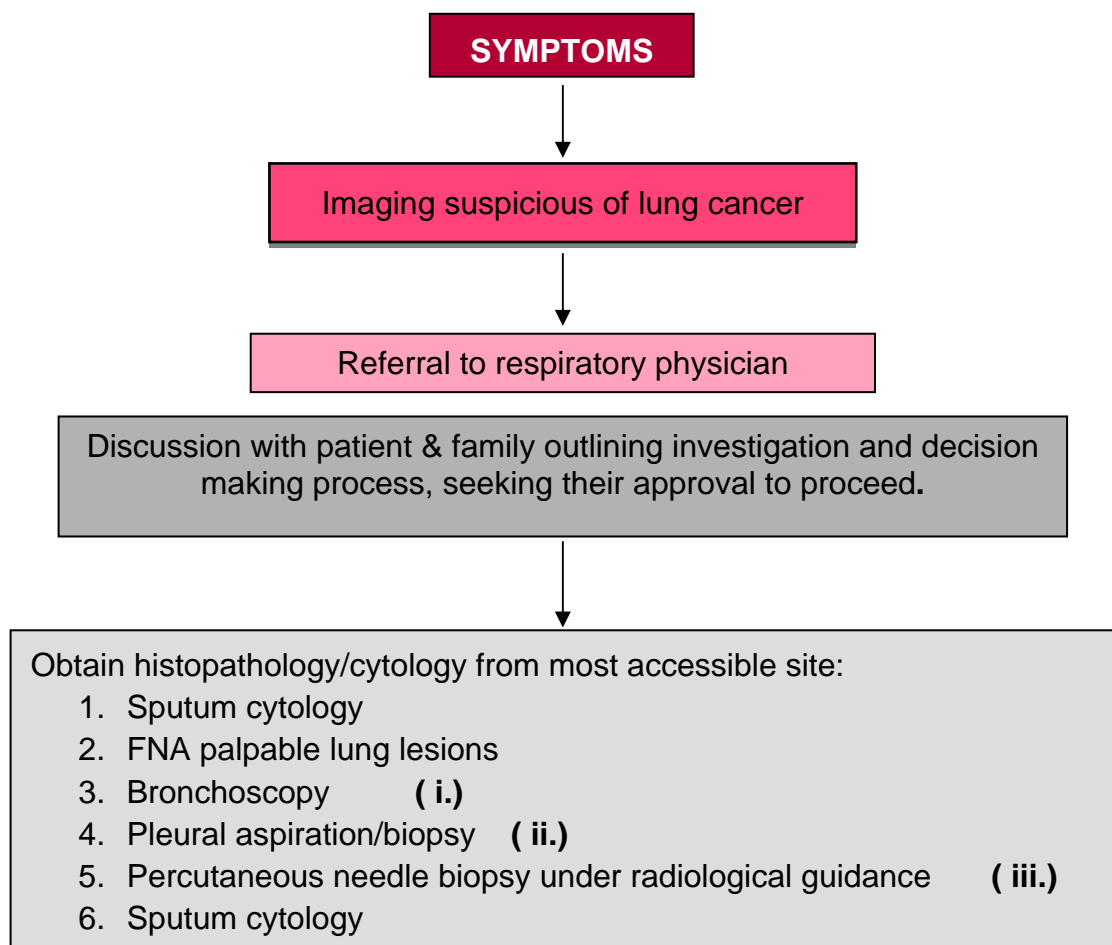 SYMPTOMS
Imaging suspicious of lung cancer
Referral to respiratory physician
Discussion with patient & family outlining investigation and decision
making process, seeking their approval to proceed.
Obtain histopathology/cytology from most accessible site:
1. Sputum cytology
2. FNA palpable lung lesions
3. Bronchoscopy ( i.)
4. Pleural aspiration/biopsy ( ii.)
5. Percutaneous needle biopsy under radiological guidance ( iii.)
6. Sputum cytology